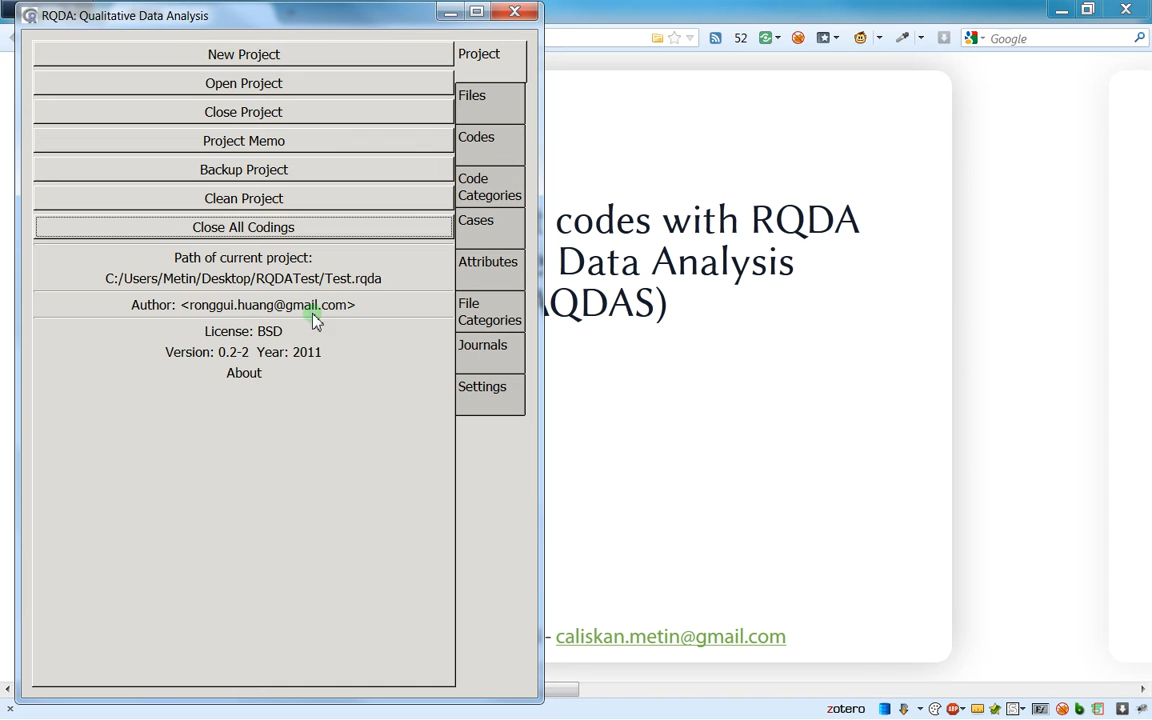 RQDA: Qualitative Data Analysis
New Project
Open Project
Close Project
Project Memo
Backup Project
Clean Project
Close All Codings
Path of current project:
C:/Users/Metin/Desktop/RQDATest/Test.rqda
Author: <ronggui.huang@gmail.com>
License: BSD
Version: 0.2-2 Year: 2011
About
Project
Files
Codes
Code
Categories
Cases
Attributes
File
Categories
Journals
Settings
52
Google
codes with RQDA
Data Analysis
AQDAS)
- caliskan.metin@gmail.com
zotero